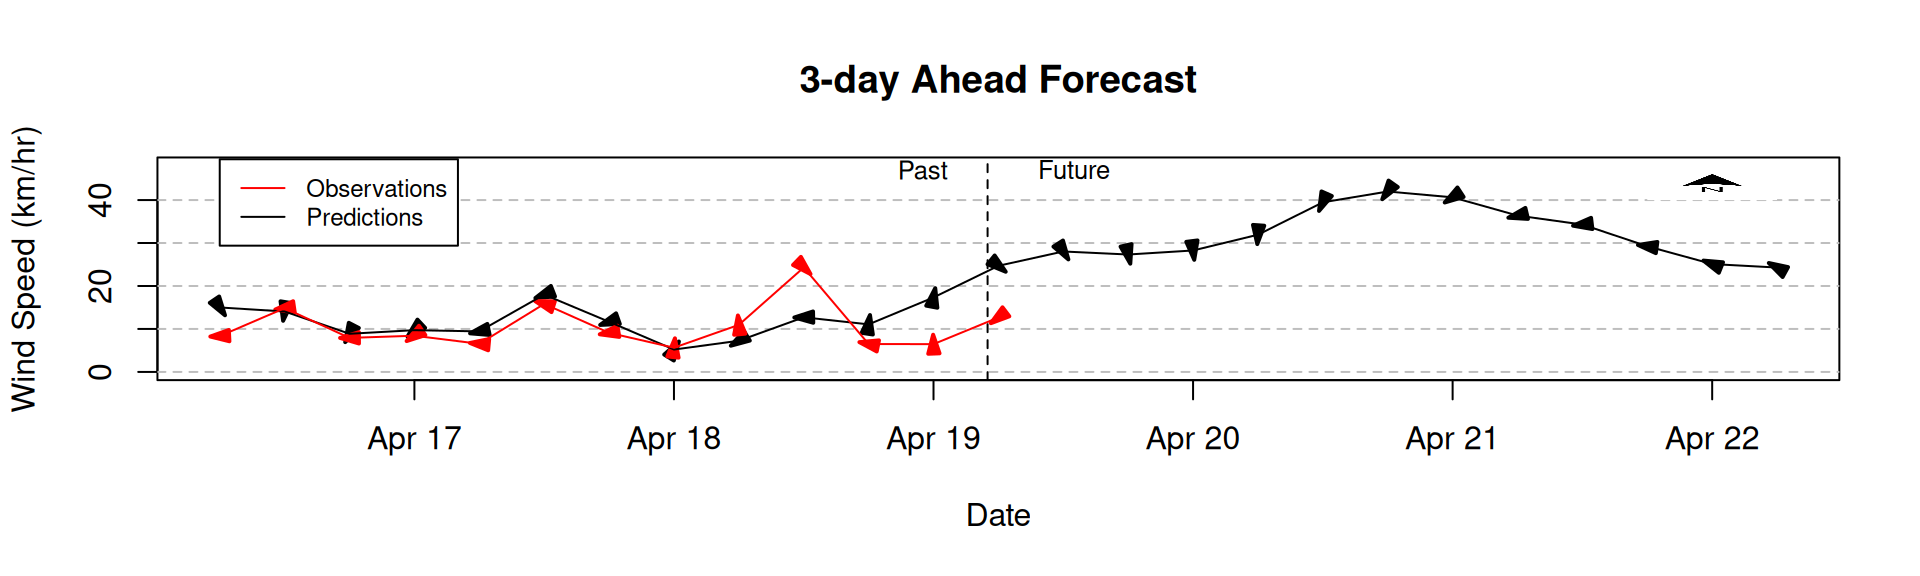 3-day Ahead Forecast
Wind Speed (km/hr)
40
20
0
Observations
Predictions
Past
Future
N
Apr 17
Apr 18
Apr 19
Apr 20
Apr 21
Apr 22
Date